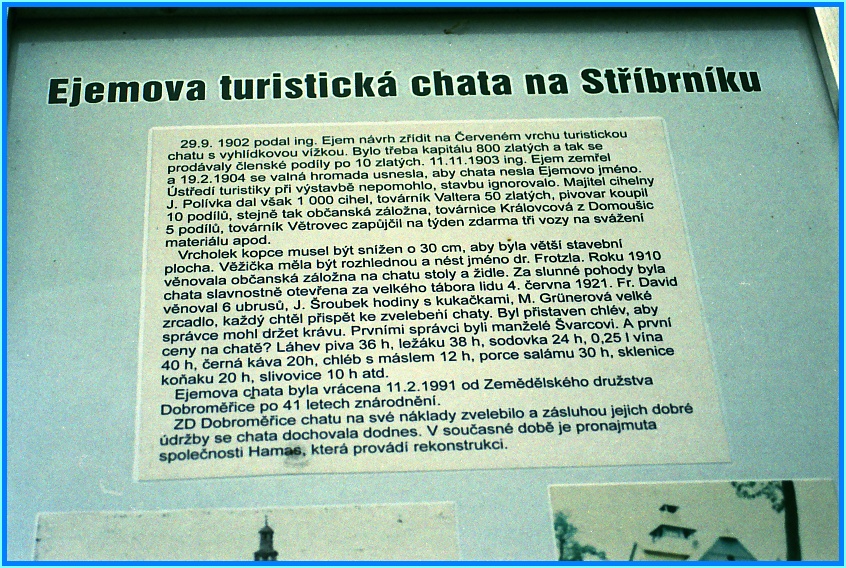 Ejemova turistická chata na Stříbrníku
29.9. 1902 podal ing. Ejem návrh zřídit na Červeném vrchu turistickou
chatu s vyhlídkovou vížkou. Bylo třeba kapitálu 800 zlatých a tak se
prodávaly členské podíly po 10 zlatých. 11.11.1903 ing. Ejem zemřel
a 19.2.1904 se valná hromada usnesla, aby chata nesla Ejemovo jméno.
Ústředí turistiky při výstavbě nepomohlo, stavbu ignorovalo. Majitel cihelny
J. Polívka dal však 1 000 cihel, továrník Valtera 50 zlatých, pivovar koupil
10 podílů, stejně tak občanská záložna, továrnice Královcová z Domoušic
5 podílů, továrník Větrovec zapůjčil na týden zdarma tři vozy na svážení
materiálu apod.
Vrcholek kopce musel být snížen o 30 cm, aby byla větší stavební
plocha. Věžička měla být rozhlednou a nést jméno dr. Frotzla. Roku 1910
věnovala občanská záložna na chatu stoly a židle. Za slunné pohody byla
chata slavnostně otevřena za velkého tábora lidu 4. června 1921. Fr. David
věnoval 6 ubrusů, J. Šroubek hodiny s kukačkami, M. Grünerová velké
zrcadlo, každý chtěl přispět ke zvelebení chaty. Byl přistaven chlév, aby
správce mohl držet krávu. Prvními správci byli manželé Švarcovi. A první
ceny na chatě? Láhev piva 36 h, ležáku 38 h, sodovka 24 h, 0,25 l vína
40 h, černá káva 20h, chléb s máslem 12 h, porce salámu 30 h, sklenice
koňaku 20 h, slivovice 10 h atd.
Ejemova chata byla vrácena 11.2.1991 od Zemědělského družstva
Dobroměřice po 41 letech znárodnění.
ZD Dobroměřice chatu na své náklady zvelebilo a zásluhou jejich dobré
údržby se chata dochovala dodnes. V současné době je pronajmuta
společnosti Hamas, která provádí rekonstrukci.